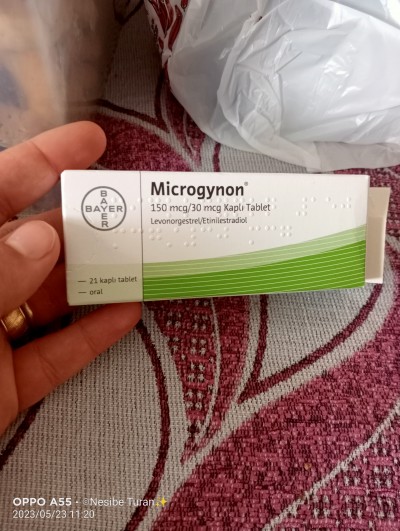 Microgynon®
150 mcg/30 mcg Kaplı Tablet
Levonorgestrel/Etinilestradiol
BAYER
BAYER
— 21 kaplı tablet
— oral
OPPO A55 · ©Nesibe Turan✨
2023/05/23 11:20